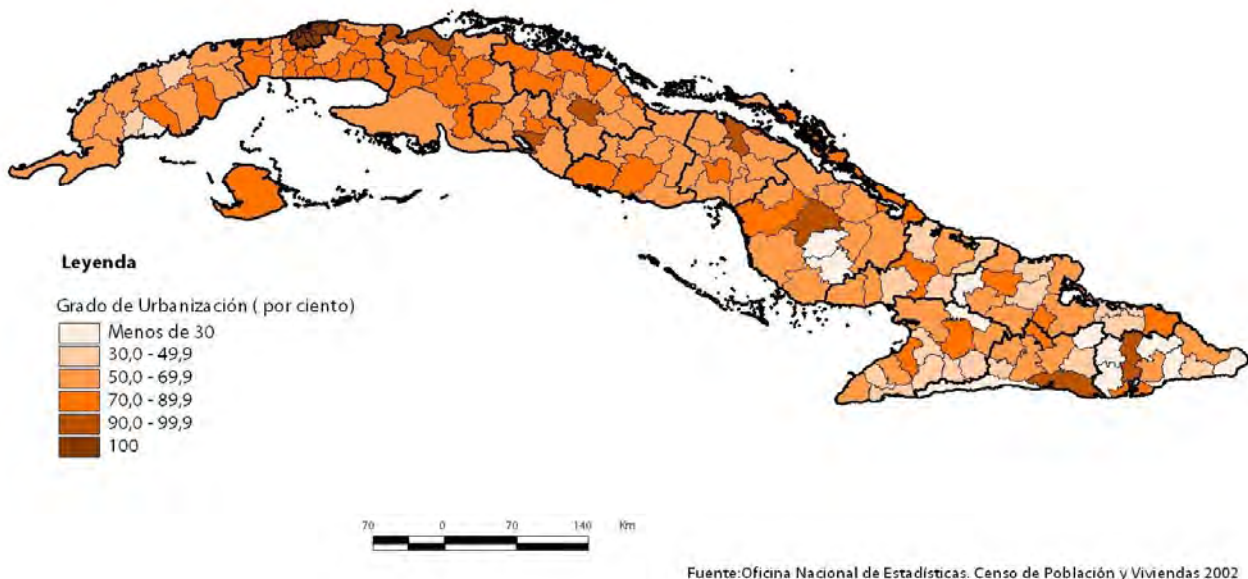 Leyenda
Grado de Urbanización ( por ciento)
Menos de 30
30,0 - 49,9
50,0 - 69,9
70,0 - 89,9
90,0 - 99,9
100
70 0 70 140 Km
Fuente:Oficina Nacional de Estadísticas. Censo de Población y Viviendas 2002